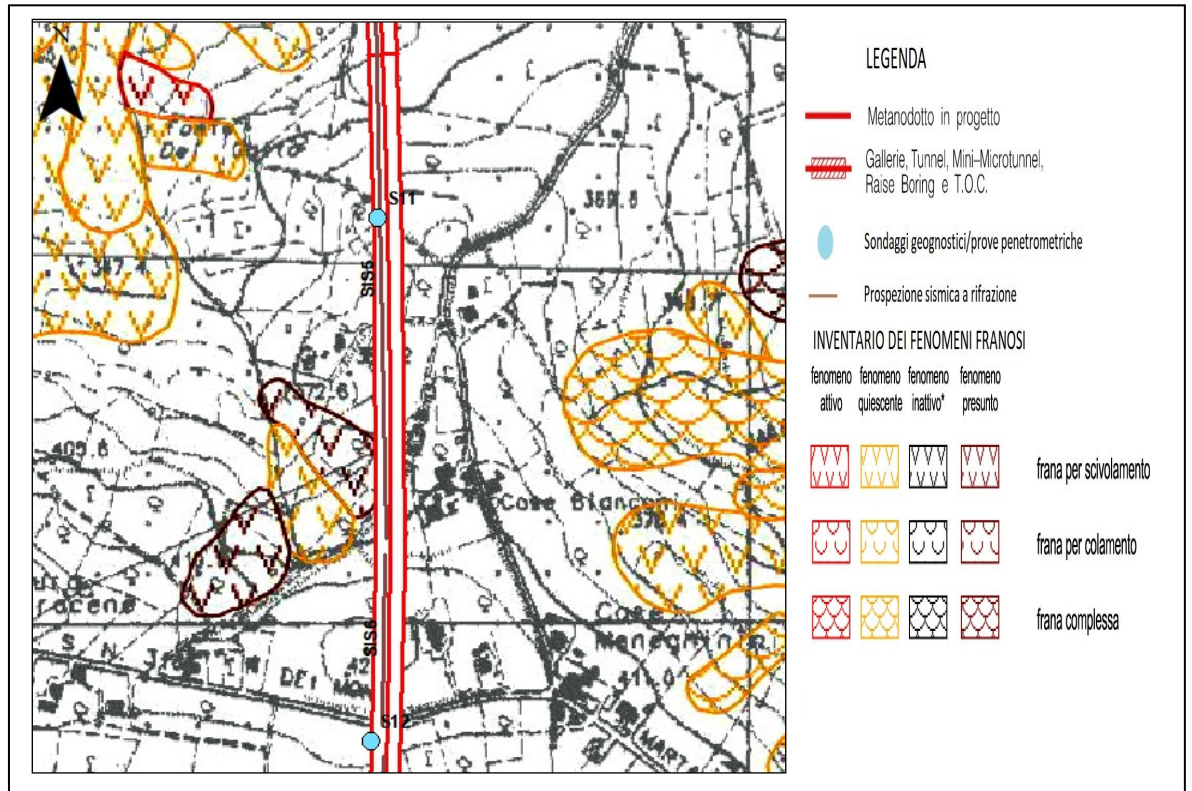 N
S11
369.6
SIS5
409.8
Case Bianconi
SIS6
Case
S N
DEI
S12
LEGENDA
Metanodotto in progetto
Gallerie, Tunnel, Mini-Microtunnel,
Raise Boring e T.O.C.
Sondaggi geognostici/prove penetrometriche
Prospezione sismica a rifrazione
INVENTARIO DEI FENOMENI FRANOSI
fenomeno attivo
fenomeno quiescente
fenomeno inattivo*
fenomeno presunto
frana per scivolamento
frana per colamento
frana complessa